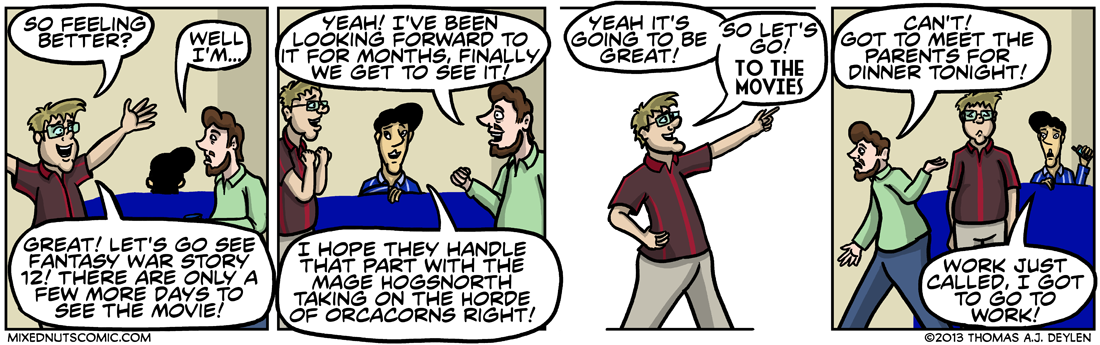 SO FEELING
BETTER?
WELL
I'M...
GREAT! LET'S GO SEE
FANTASY WAR STORY
12! THERE ARE ONLY A
FEW MORE DAYS TO
SEE THE MOVIE!
YEAH! I'VE BEEN
LOOKING FORWARD TO
IT FOR MONTHS, FINALLY
WE GET TO SEE IT!
I HOPE THEY HANDLE
THAT PART WITH THE
MAGE HOGSNORTH
TAKING ON THE HORDE
OF ORCACORNS RIGHT!
YEAH IT'S
GOING TO BE
GREAT!
SO LET'S
GO!
TO THE
MOVIES
CAN'T!
GOT TO MEET THE
PARENTS FOR
DINNER TONIGHT!
WORK JUST
CALLED, I GOT
TO GO TO
WORK!
MIXEDNUTSCOMIC.COM
©2013 THOMAS A.J. DEYLEN